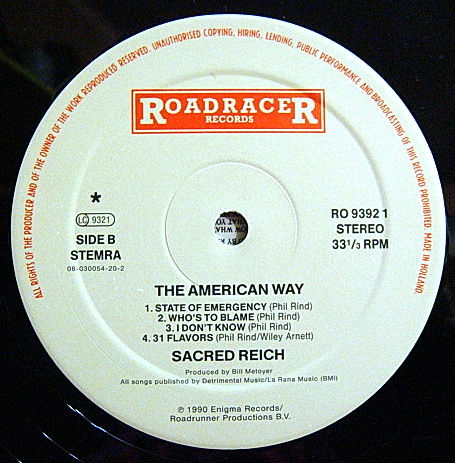 ALL RIGHTS OF THE PRODUCER AND OF THE OWNER OF THE WORK REPRODUCED RESERVED. UNAUTHORISED COPYING, HIRING, LENDING, PUBLIC PERFORMANCE AND BROADCASTING OF THIS RECORD PROHIBITED. MADE IN HOLLAND.
ROADRACER
RECORDS
*
LC 9321
SIDE B
STEMRA
08-030054-20-2
RO 9392 1
STEREO
33 1/3 RPM
THE AMERICAN WAY
1. STATE OF EMERGENCY (Phil Rind)
2. WHO'S TO BLAME (Phil Rind)
3. I DON'T KNOW (Phil Rind)
4. 31 FLAVORS (Phil Rind/Wiley Arnett)
SACRED REICH
Produced by Bill Metoyer
All songs published by Detrimental Music/La Rana Music (BMI)
℗ 1990 Enigma Records/
Roadrunner Productions B.V.